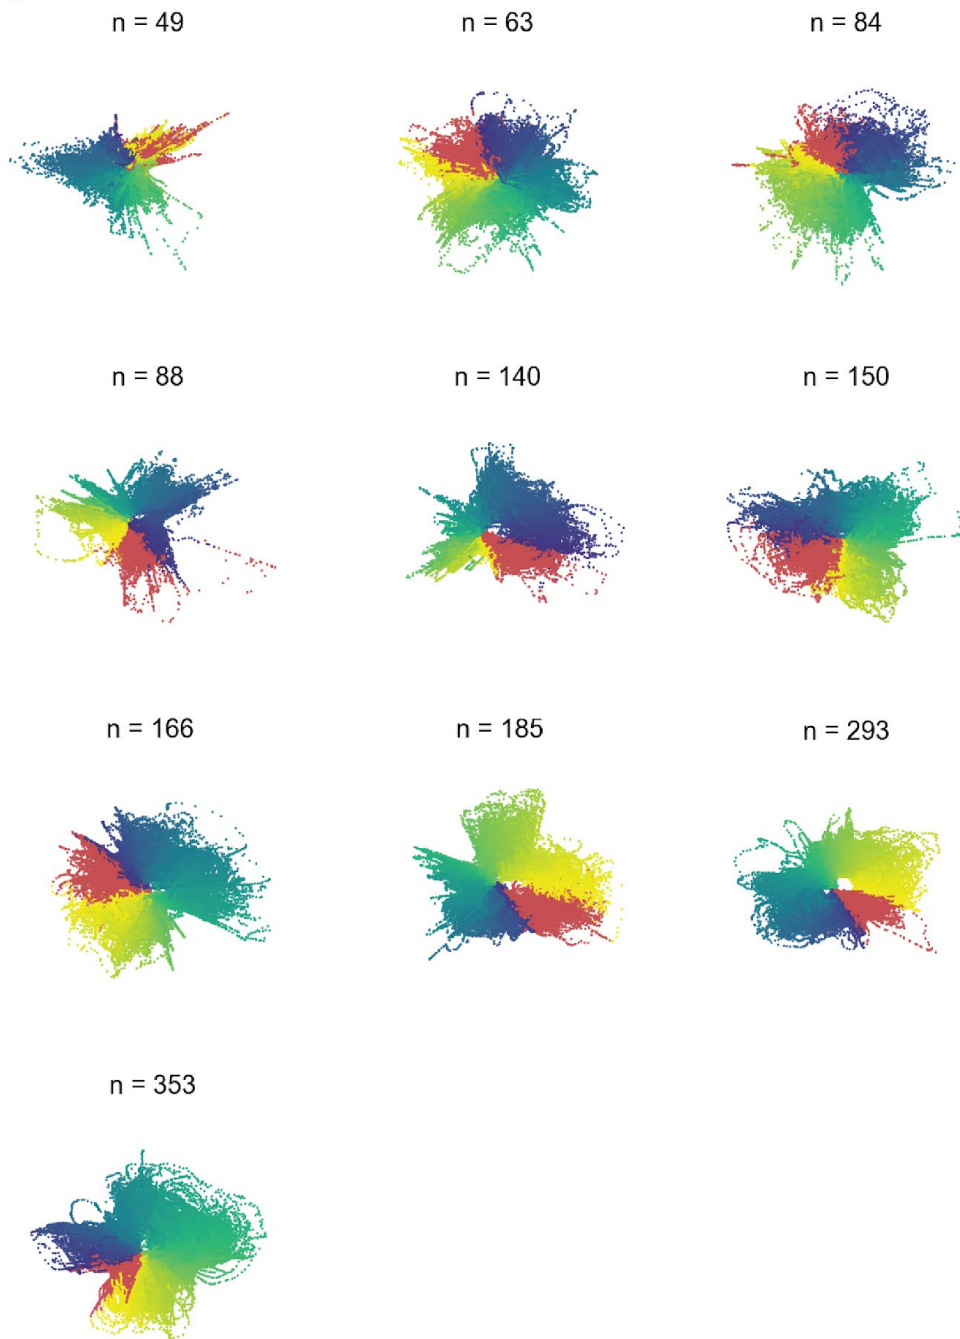 n = 49
n = 63
n = 84
n = 88
n = 140
n = 150
n = 166
n = 185
n = 293
n = 353